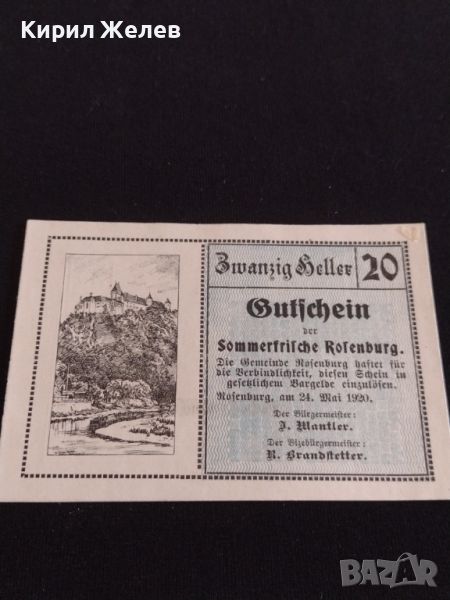 Кирил Желев
Zwanzig Heller 20
Gutschein
der
Sommerfrische Rosenburg.
Die Gemeinde Rosenburg haftet für
die Verbindlichkeit, diesen Schein in
gesetzlichem Bargelde einzulösen.
Rosenburg, am 24. Mai 1920.
Der Bürgermeister:
J. Mantler.
Der Vizebürgermeister:
R. Brandstetter.
BAZAR